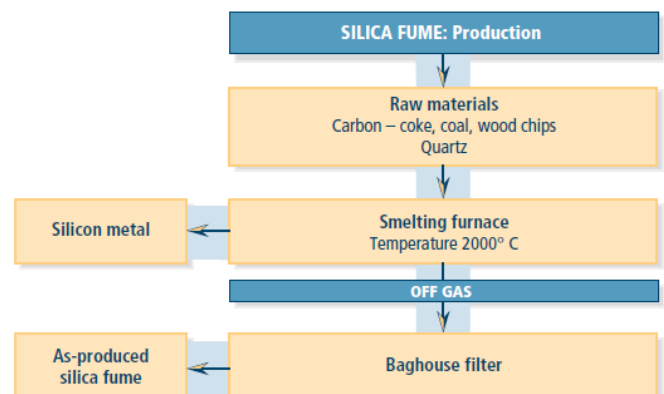 SILICA FUME: Production
Raw materials
Carbon – coke, coal, wood chips
Quartz
Silicon metal
Smelting furnace
Temperature 2000° C
OFF GAS
As-produced
silica fume
Baghouse filter